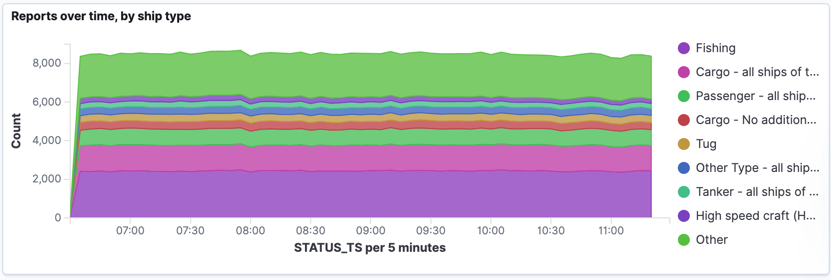 Reports over time, by ship type
Count
8,000
6,000
4,000
2,000
0
07:00 07:30 08:00 08:30 09:00 09:30 10:00 10:30 11:00
STATUS_TS per 5 minutes
Fishing
Cargo - all ships of t...
Passenger - all ship...
Cargo - No addition...
Tug
Other Type - all ship...
Tanker - all ships of ...
High speed craft (H...
Other